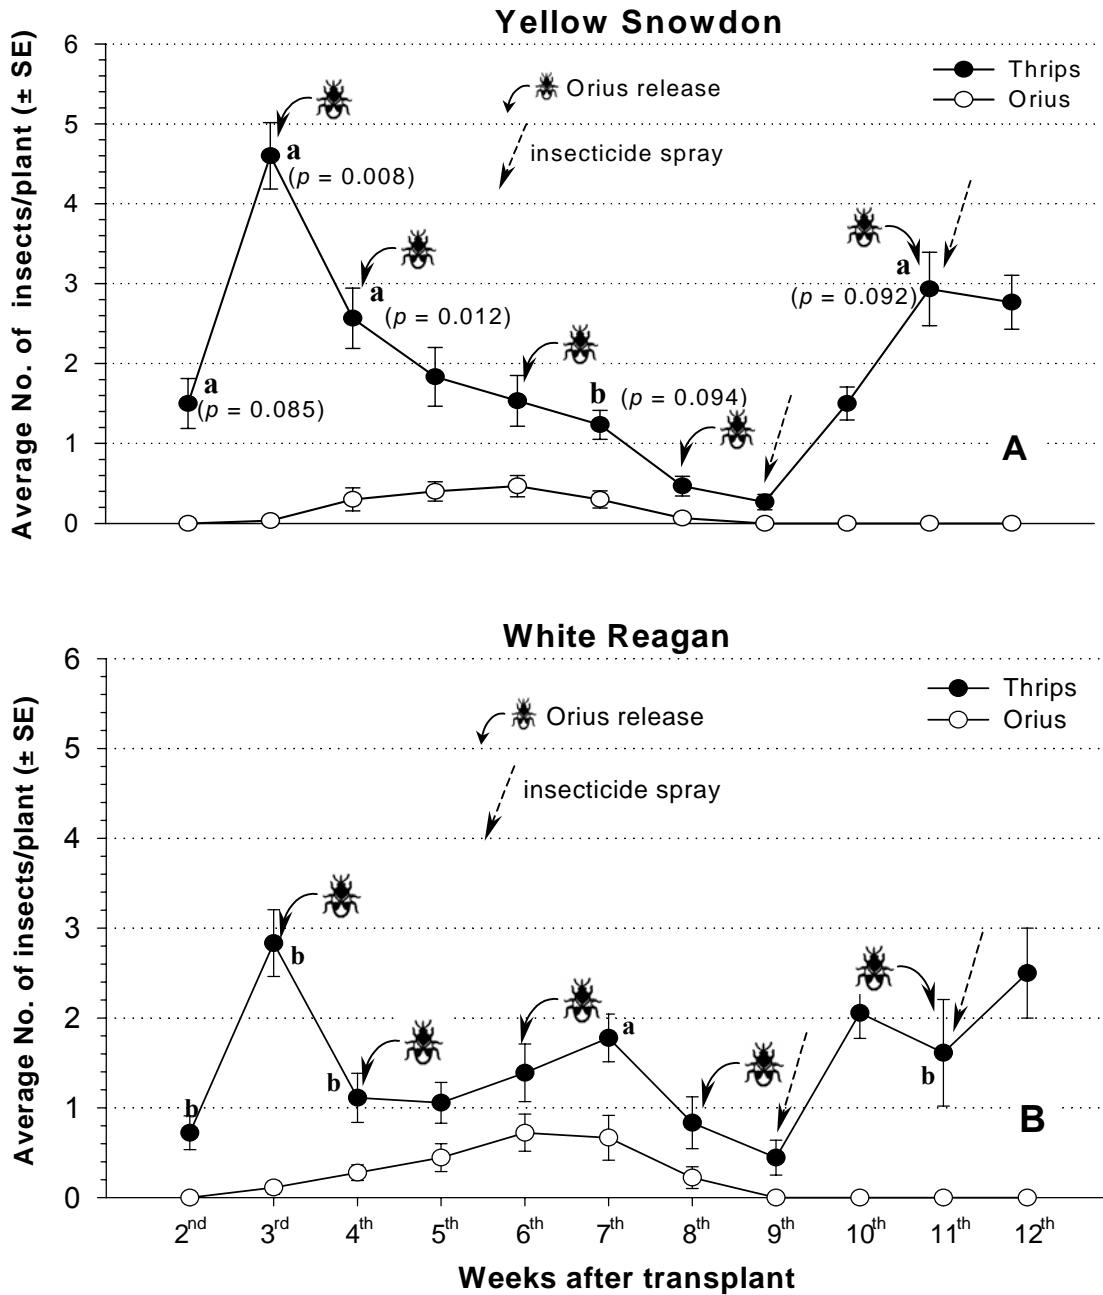 Yellow Snowdon
Average No. of insects/plant (± SE)
6
5
4
3
2
1
0
Thrips
Orius
Orius release
insecticide spray
a
(p = 0.008)
a
(p = 0.012)
a
(p = 0.085)
b (p = 0.094)
a
(p = 0.092)
A
White Reagan
Average No. of insects/plant (± SE)
6
5
4
3
2
1
0
Thrips
Orius
Orius release
insecticide spray
b
b
b
a
b
B
2nd 3rd 4th 5th 6th 7th 8th 9th 10th 11th 12th
Weeks after transplant